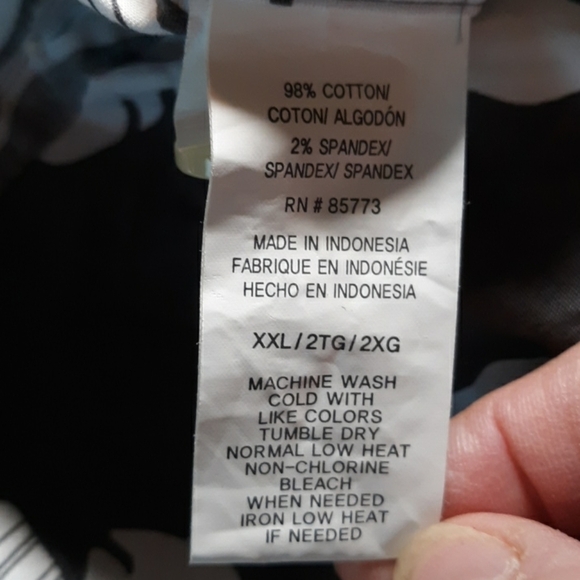 98% COTTON/
COTON/ ALGODÓN
2% SPANDEX/
SPANDEX/ SPANDEX
RN # 85773
MADE IN INDONESIA
FABRIQUE EN INDONÉSIE
HECHO EN INDONESIA
XXL/2TG/2XG
MACHINE WASH
COLD WITH
LIKE COLORS
TUMBLE DRY
NORMAL LOW HEAT
NON-CHLORINE
BLEACH
WHEN NEEDED
IRON LOW HEAT
IF NEEDED